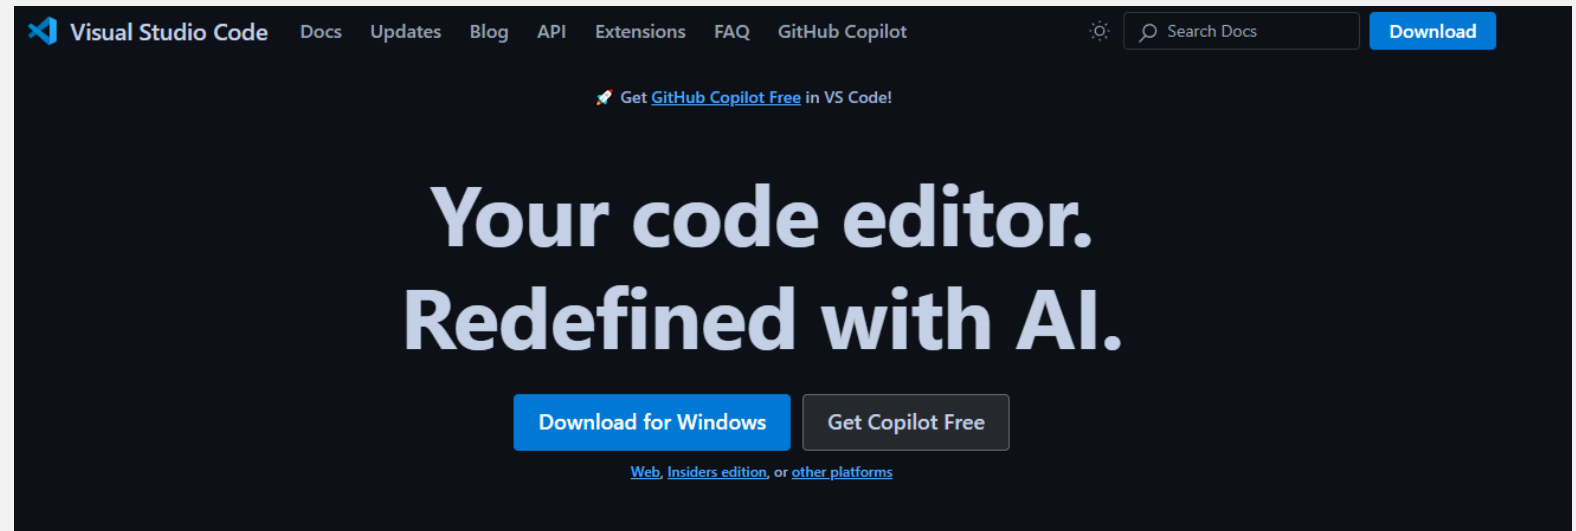 Visual Studio Code Docs Updates Blog API Extensions FAQ GitHub Copilot Search Docs Download
Get GitHub Copilot Free in VS Code!
Your code editor.
Redefined with AI.
Download for Windows Get Copilot Free
Web, Insiders edition, or other platforms